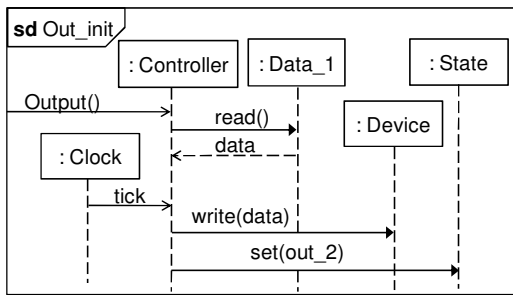 sd Out_init
: Controller
: Data_1
: State
Output()
read()
: Device
data
: Clock
tick
write(data)
set(out_2)